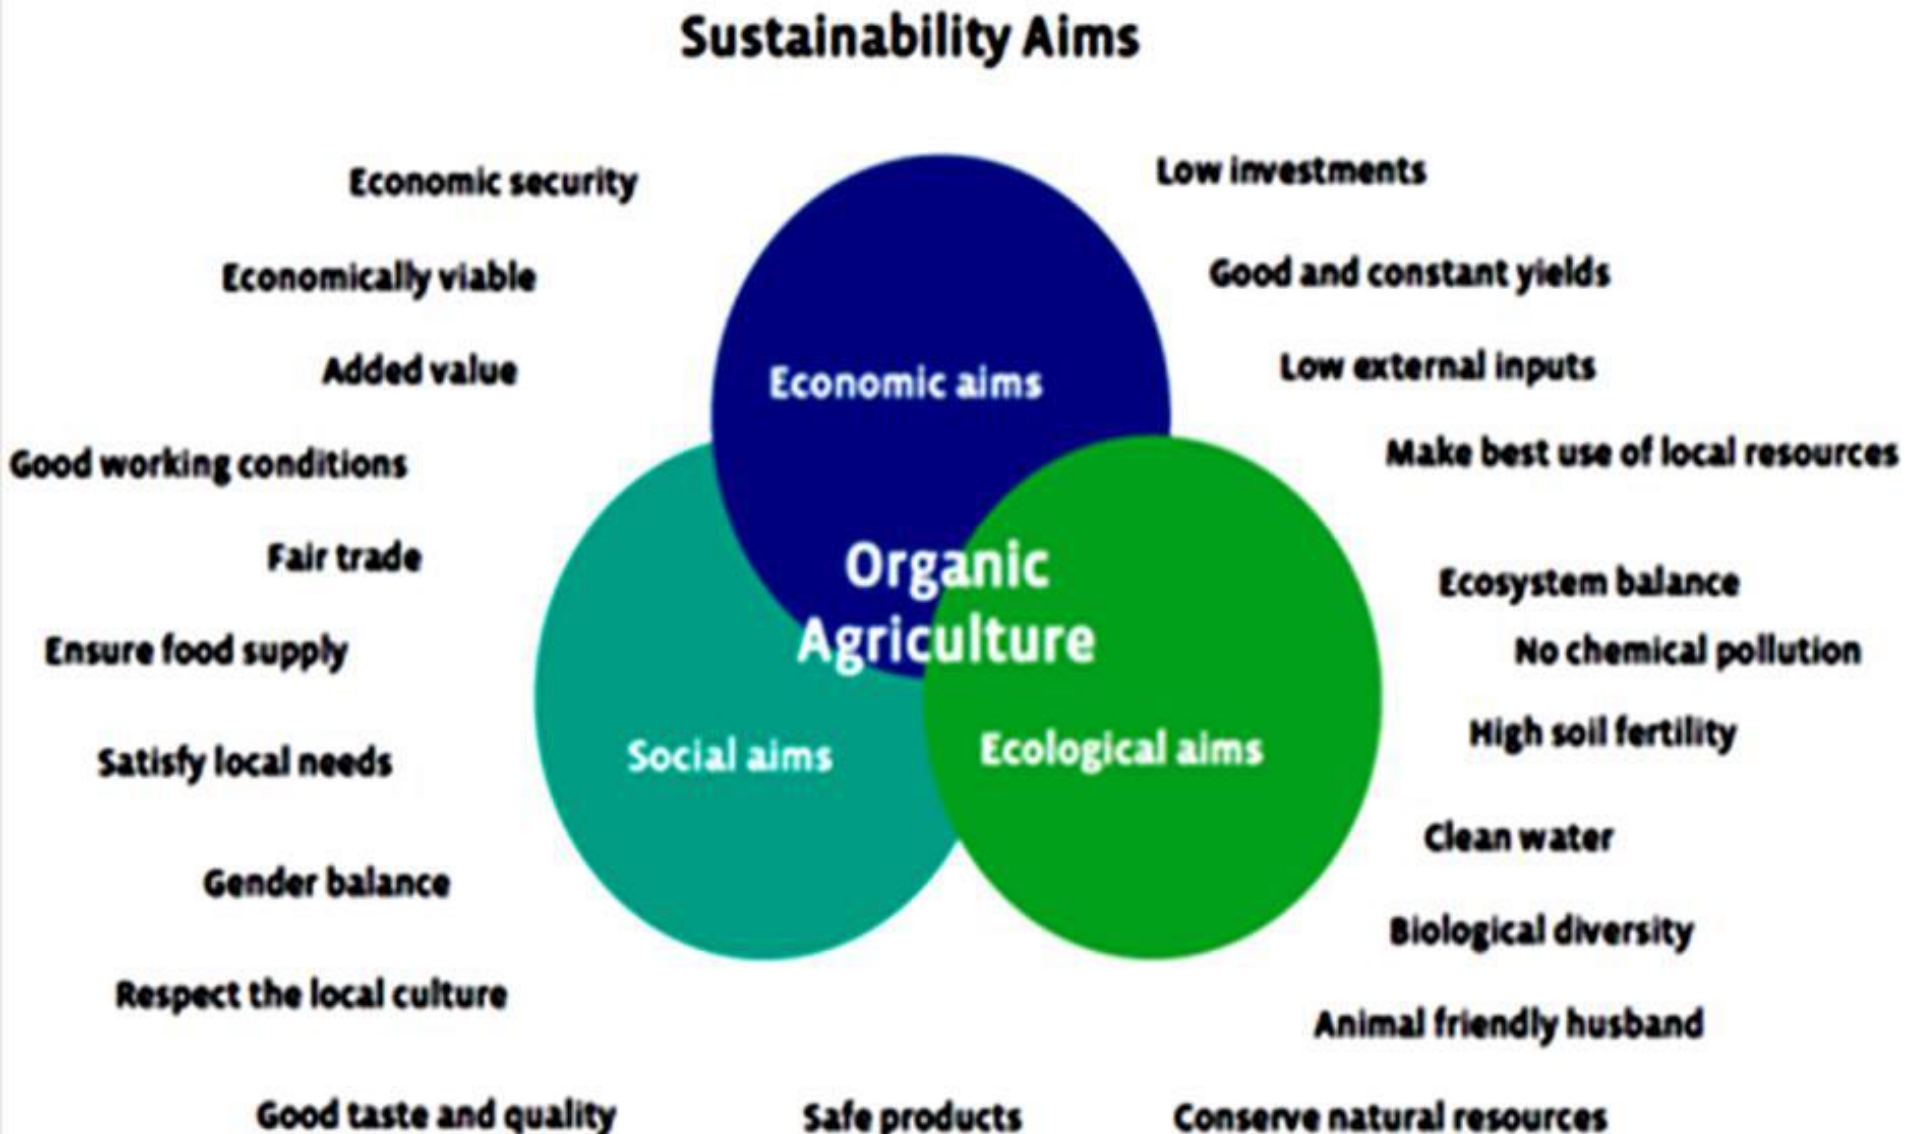 Sustainability Aims
Economic security
Low investments
Economically viable
Good and constant yields
Added value
Economic aims
Low external inputs
Good working conditions
Make best use of local resources
Fair trade
Organic
Agriculture
Ecosystem balance
Ensure food supply
No chemical pollution
Satisfy local needs
Social aims
Ecological aims
High soil fertility
Clean water
Gender balance
Biological diversity
Respect the local culture
Animal friendly husband
Good taste and quality
Safe products
Conserve natural resources